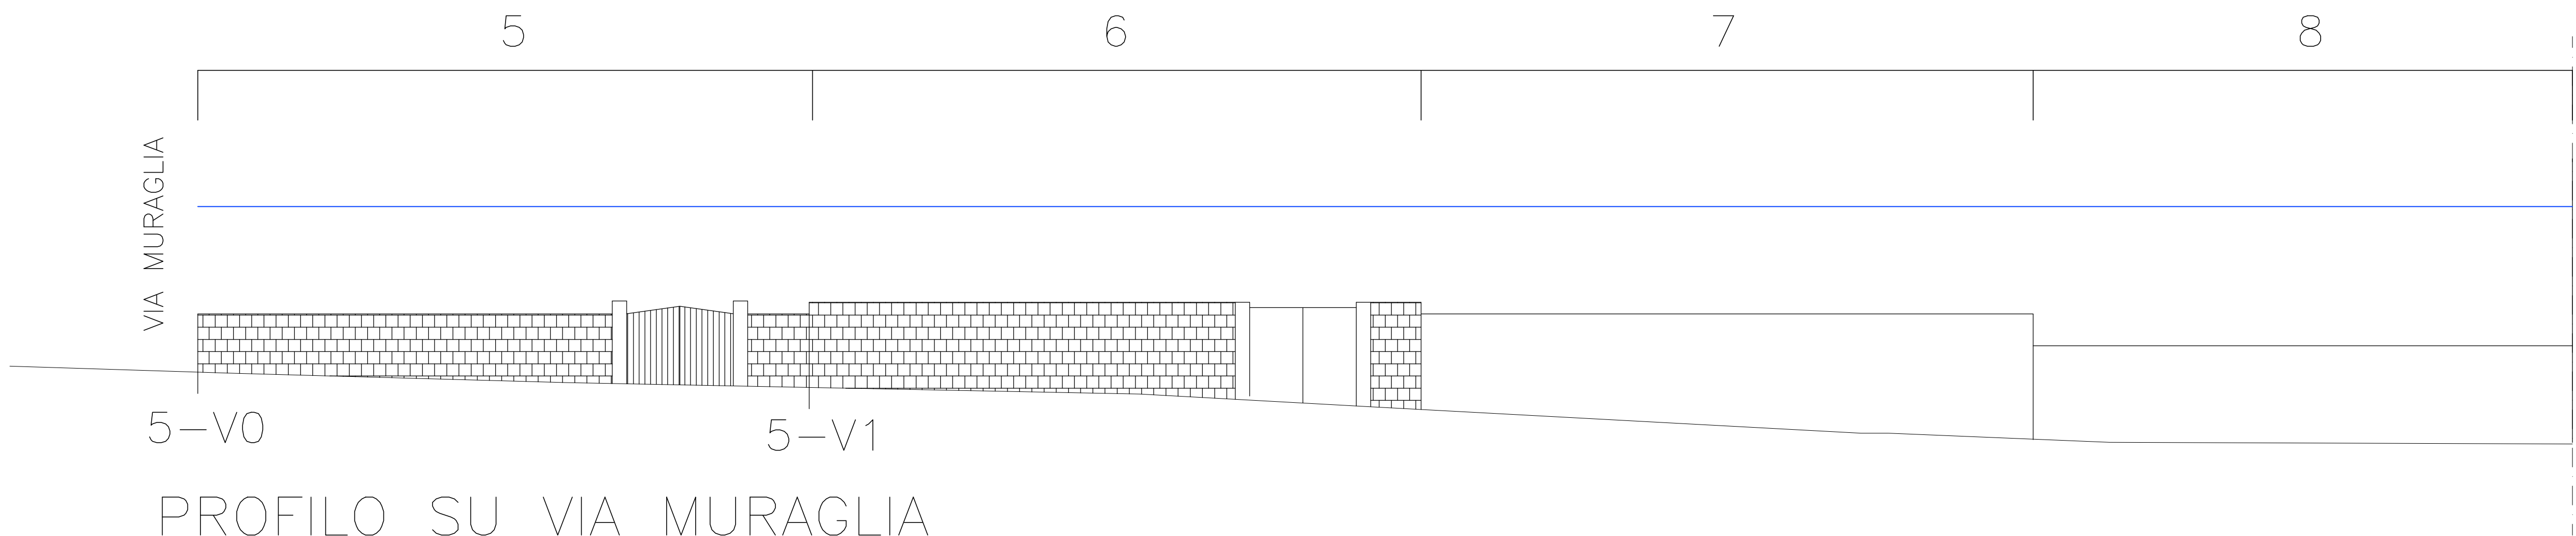 5 6 7 8
VIA MURAGLIA
5-V0
5-V1
PROFILO SU VIA MURAGLIA